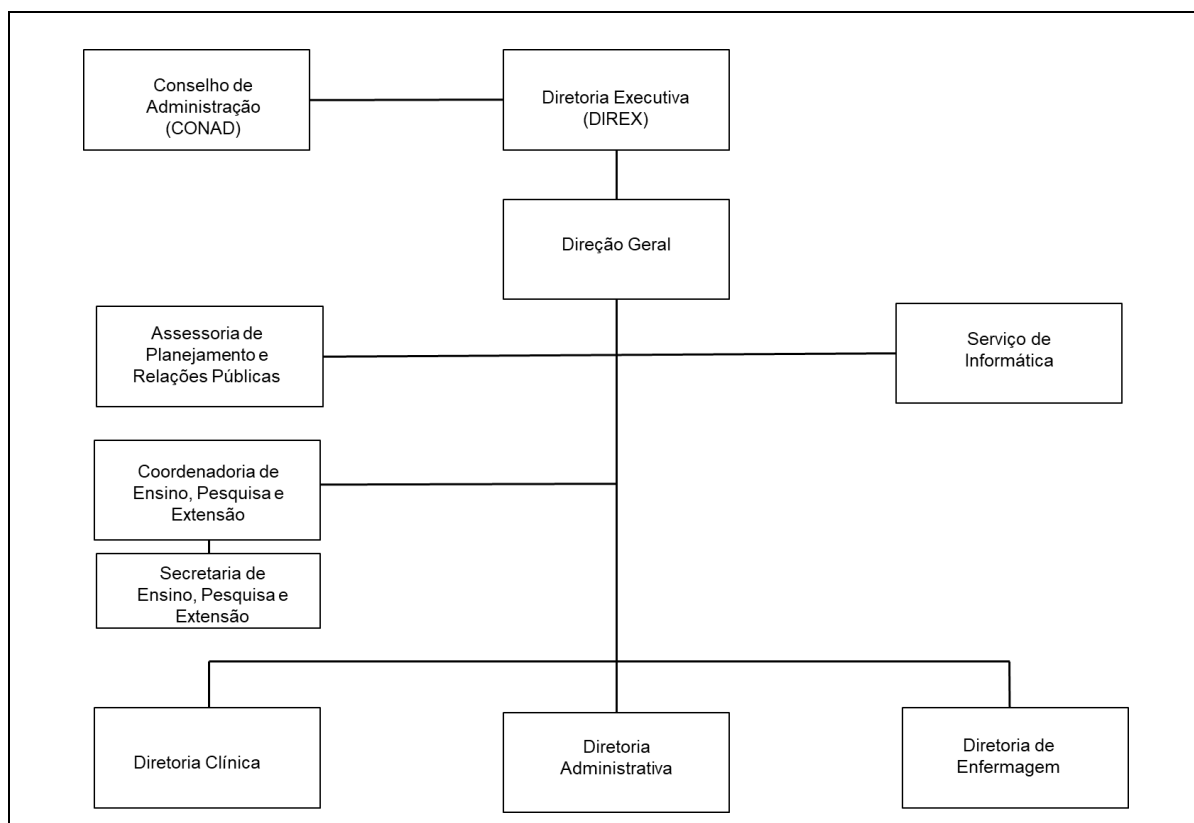 Conselho de
Administração
(CONAD)
Diretoria Executiva
(DIREX)
Direção Geral
Assessoria de
Planejamento e
Relações Públicas
Serviço de
Informática
Coordenadoria de
Ensino, Pesquisa e
Extensão
Secretaria de
Ensino, Pesquisa e
Extensão
Diretoria Clínica
Diretoria
Administrativa
Diretoria de
Enfermagem